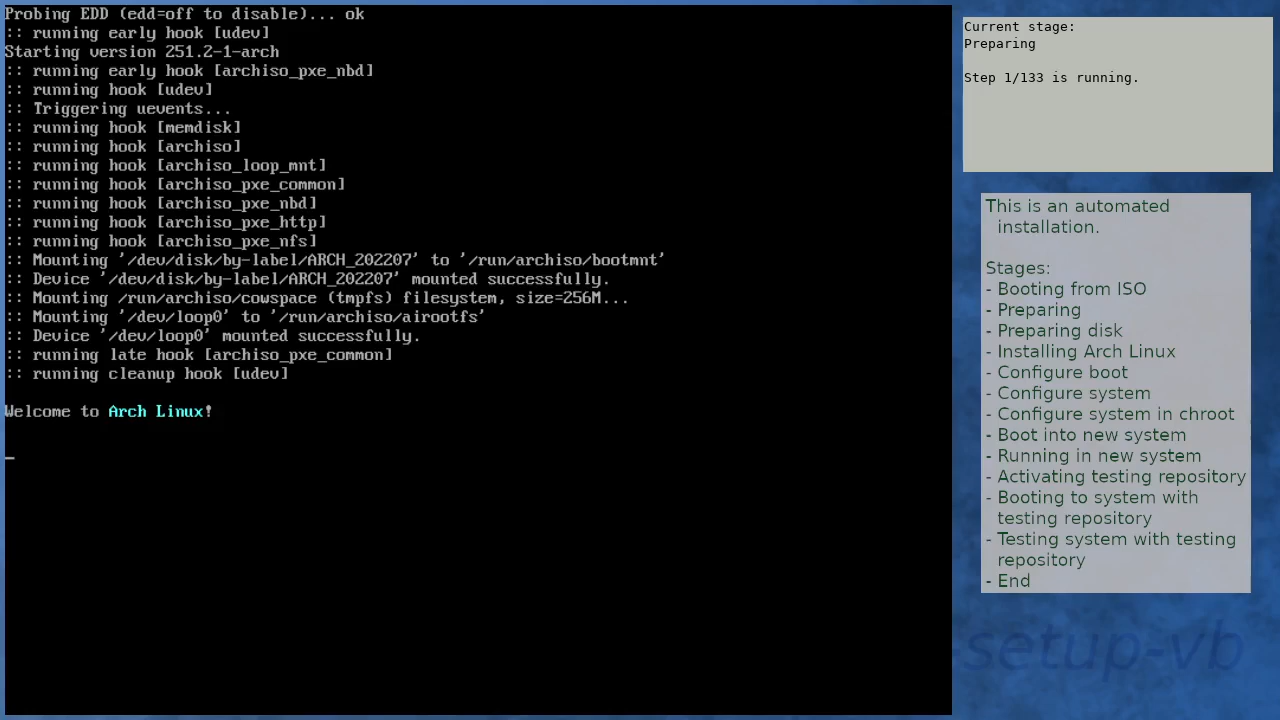 Probing EDD (edd=off to disable)... ok
:: running early hook [udev]
Starting version 251.2-1-arch
:: running early hook [archiso_pxe_nbd]
:: running hook [udev]
:: Triggering uevents...
:: running hook [memdisk]
:: running hook [archiso]
:: running hook [archiso_loop_mnt]
:: running hook [archiso_pxe_common]
:: running hook [archiso_pxe_nbd]
:: running hook [archiso_pxe_http]
:: running hook [archiso_pxe_nfs]
:: Mounting '/dev/disk/by-label/ARCH_202207' to '/run/archiso/bootmnt'
:: Device '/dev/disk/by-label/ARCH_202207' mounted successfully.
:: Mounting /run/archiso/cowspace (tmpfs) filesystem, size=256M...
:: Mounting '/dev/loop0' to '/run/archiso/airootfs'
:: Device '/dev/loop0' mounted successfully.
:: running late hook [archiso_pxe_common]
:: running cleanup hook [udev]
Welcome to Arch Linux!
Current stage:
Preparing
Step 1/133 is running.
This is an automated
installation.
Stages:
- Booting from ISO
- Preparing
- Preparing disk
- Installing Arch Linux
- Configure boot
- Configure system
- Configure system in chroot
- Boot into new system
- Running in new system
- Activating testing repository
- Booting to system with
testing repository
- Testing system with testing
repository
- End
-setup-vb